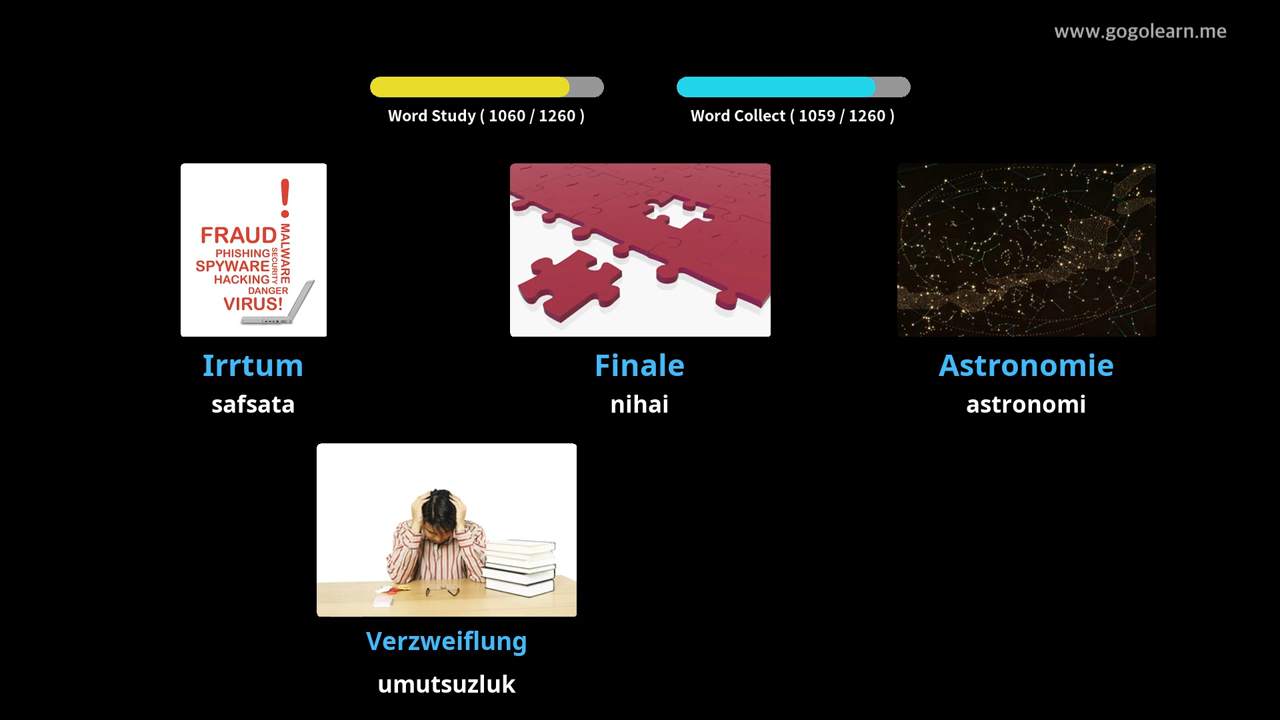 www.gogolearn.me
Word Study ( 1060 / 1260 )
Word Collect ( 1059 / 1260 )
!
FRAUD
PHISHING
SPYWARE
HACKING
DANGER
VIRUS!
SECURITY
MALWARE
Irrtum
safsata
Finale
nihai
Astronomie
astronomi
Verzweiflung
umutsuzluk